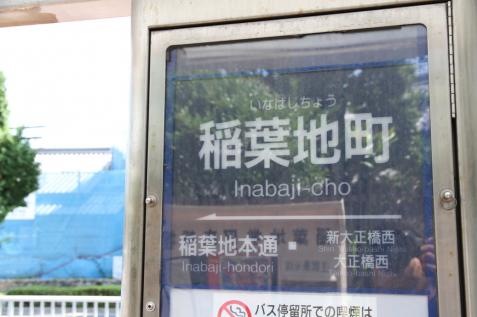 いなばじちょう
稲葉地町
Inabaji-cho
稲葉地本通
Inabaji-hondori
新大正橋西
大正橋西
バス停留所での喫煙は